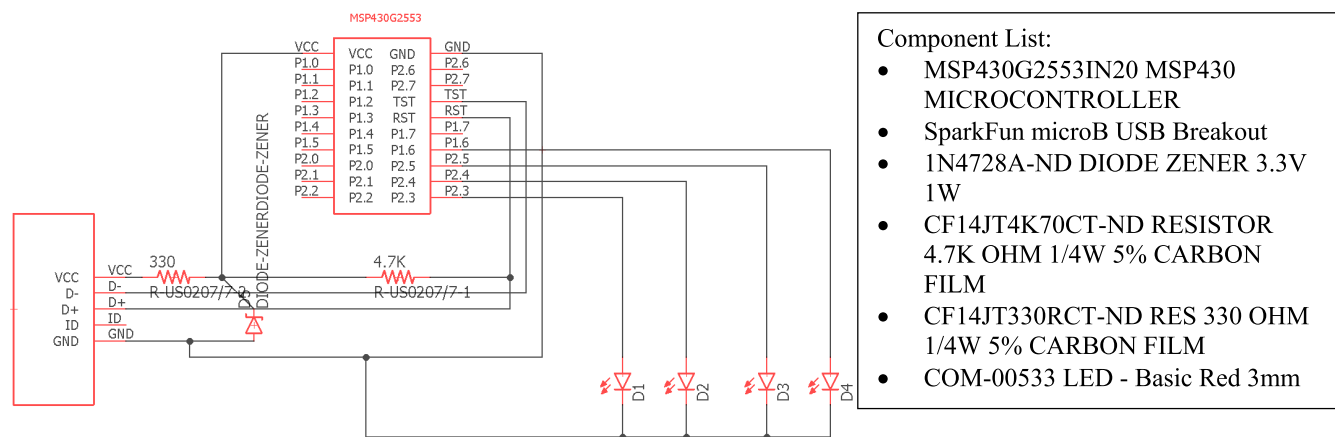 MSP430G2553
VCC
P1.0
P1.1
P1.2
P1.3
P1.4
P1.5
P2.0
P2.1
P2.2
VCC GND
P1.0 P2.6
P1.1 P2.7
P1.2 TST
P1.3 RST
P1.4 P1.7
P1.5 P1.6
P2.0 P2.5
P2.1 P2.4
P2.2 P2.3
GND
P2.6
P2.7
TST
RST
P1.7
P1.6
P2.5
P2.4
P2.3
DIODE-ZENERDIODE-ZENER
VCC
D-
D+
ID
GND
VCC
D-
D+
ID
GND
330
R-US0207/7-2
4.7K
R-US0207/7-1
D1
D2
D3
D4
Component List:
• MSP430G2553IN20 MSP430
MICROCONTROLLER
• SparkFun microB USB Breakout
• 1N4728A-ND DIODE ZENER 3.3V
1W
• CF14JT4K70CT-ND RESISTOR
4.7K OHM 1/4W 5% CARBON
FILM
• CF14JT330RCT-ND RES 330 OHM
1/4W 5% CARBON FILM
• COM-00533 LED - Basic Red 3mm